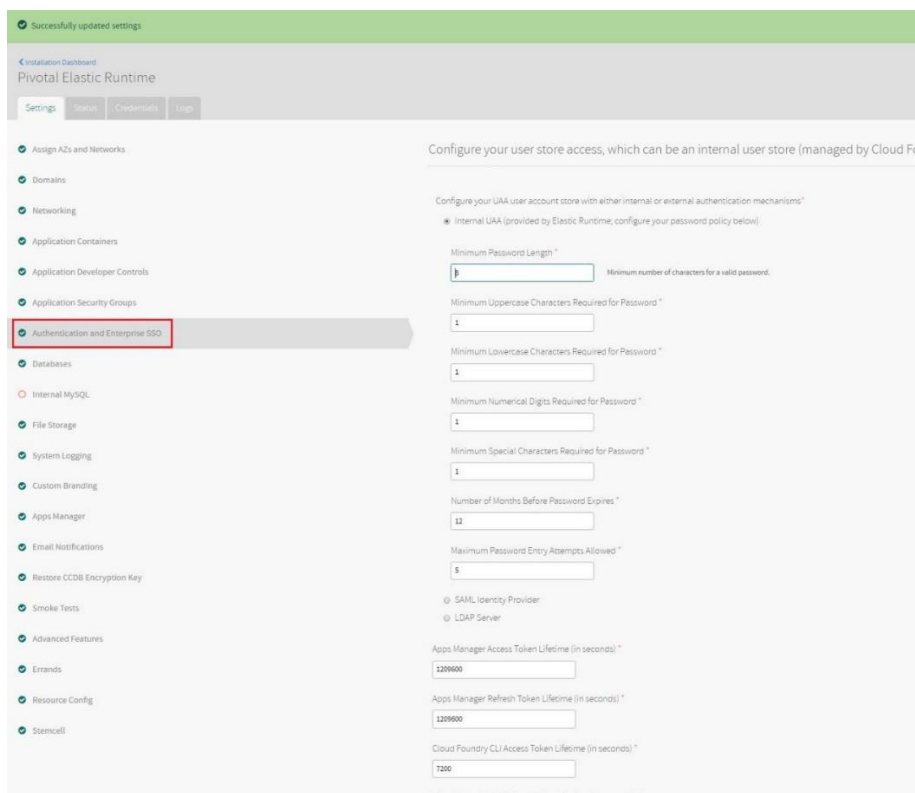 Successfully updated settings
Installation Dashboard
Pivotal Elastic Runtime
Settings Status Credentials Logs
Assign AZs and Networks
Domains
Networking
Application Containers
Application Developer Controls
Application Security Groups
Authentication and Enterprise SSO
Databases
Internal MySQL
File Storage
System Logging
Custom Branding
Apps Manager
Email Notifications
Restore CCDB Encryption Key
Smoke Tests
Advanced Features
Errands
Resource Config
Stemcell
Configure your user store access, which can be an internal user store (managed by Cloud Fo
Configure your UAA user account store with either internal or external authentication mechanisms*
Internal UAA (provided by Elastic Runtime; configure your password policy below)
Minimum Password Length *
Minimum number of characters for a valid password.
Minimum Uppercase Characters Required for Password *
1
Minimum Lowercase Characters Required for Password *
1
Minimum Numerical Digits Required for Password *
1
Minimum Special Characters Required for Password *
1
Number of Months Before Password Expires *
12
Maximum Password Entry Attempts Allowed *
5
SAML Identity Provider
LDAP Server
Apps Manager Access Token Lifetime (in seconds) *
1209600
Apps Manager Refresh Token Lifetime (in seconds) *
1209600
Cloud Foundry CLI Access Token Lifetime (in seconds) *
7200